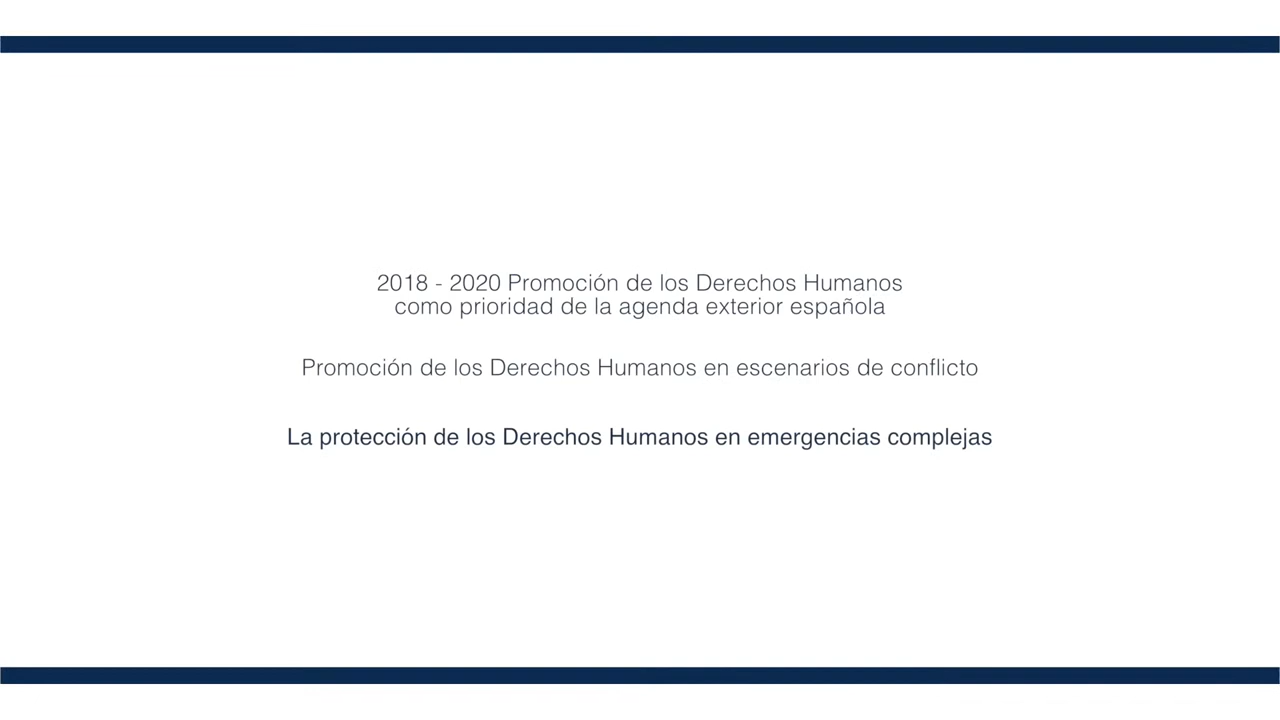 2018 - 2020 Promoción de los Derechos Humanos
como prioridad de la agenda exterior española
Promoción de los Derechos Humanos en escenarios de conflicto
La protección de los Derechos Humanos en emergencias complejas